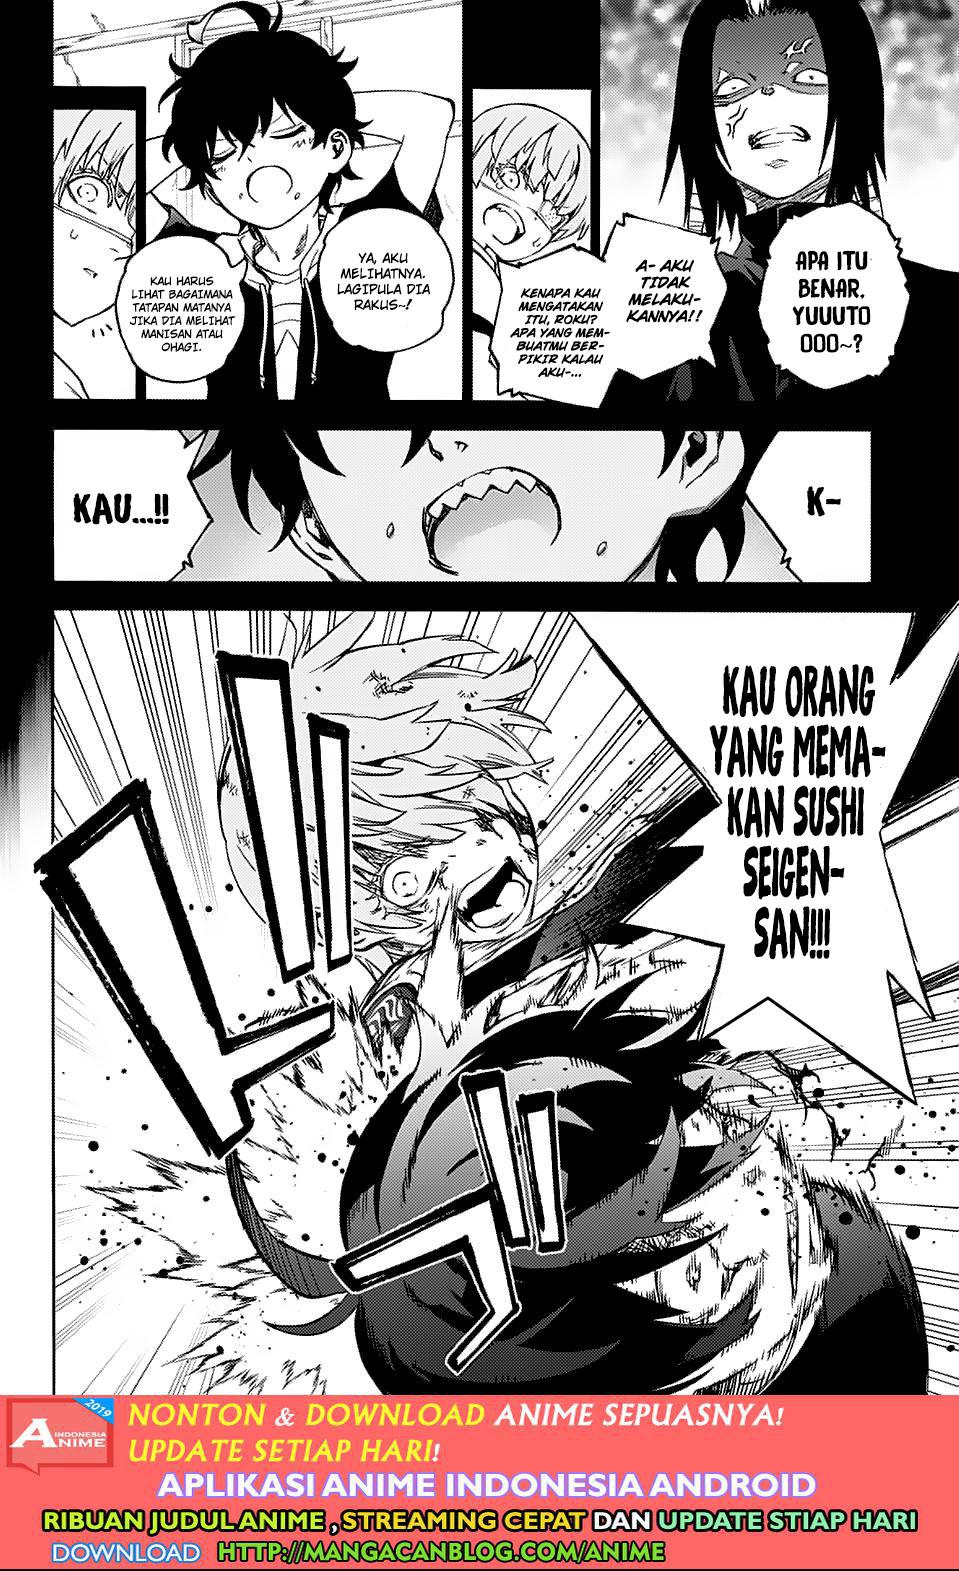 APA ITU
BENAR,
YUUUTO
OOO~?
A- AKU
TIDAK
MELAKU-
KANNYA!!
KENAPA KAU
MENGATAKAN
ITU, ROKU?
APA YANG MEM-
BUATMU BER-
PIKIR KALAU
AKU-...
YA, AKU
MELIHATNYA.
LAGIPULA DIA
RAKUS~!
KAU HARUS
LIHAT BAGAIMANA
TATAPAN MATANYA
JIKA DIA MELIHAT
MANISAN ATAU
OHAGI.
K~
KAU...!!
KAU ORANG
YANG MEMA-
KAN SUSHI
SEIGEN-
SAN!!!
2019
INDONESIA
ANIME
NONTON & DOWNLOAD ANIME SEPUASNYA!
UPDATE SETIAP HARI!
APLIKASI ANIME INDONESIA ANDROID
RIBUAN JUDUL ANIME , STREAMING CEPAT DAN UPDATE STIAP HARI
DOWNLOAD HTTP://MANGACANBLOG.COM/ANIME